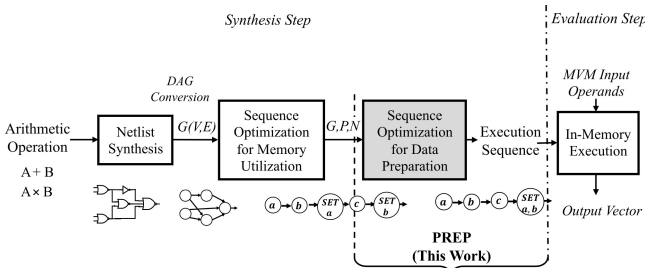 Synthesis Step
Evaluation Step
DAG
Conversion
MVM Input
Operands
Arithmetic
Operation
A + B
A × B
Netlist
Synthesis
G(V,E)
Sequence
Optimization
for Memory
Utilization
G,P,N
Sequence
Optimization
for Data
Preparation
Execution
Sequence
In-Memory
Execution
a b SET a c SET b
a b c SET a, b
Output Vector
PREP
(This Work)